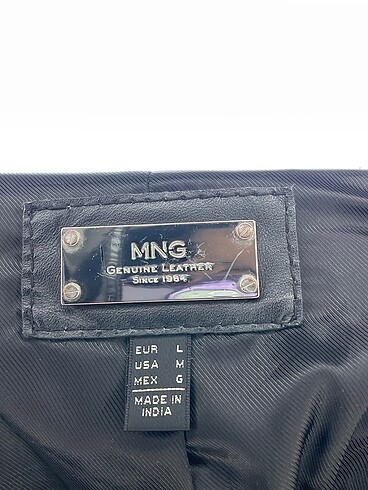 MNG
GENUINE LEATHER
SINCE 1984
EUR L
USA M
MEX G
MADE IN
INDIA